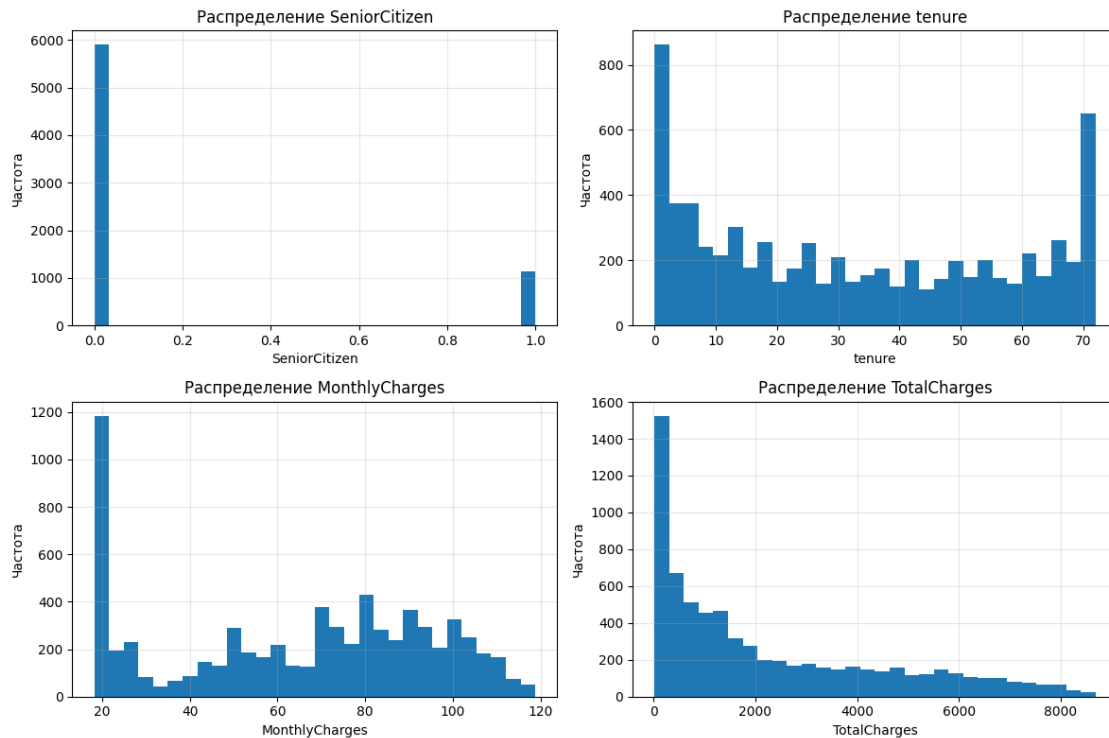 Распределение SeniorCitizen
6000
5000
4000
3000
2000
1000
0
Частота
0.0 0.2 0.4 0.6 0.8 1.0
SeniorCitizen
Распределение tenure
800
600
400
200
0
Частота
0 10 20 30 40 50 60 70
tenure
Распределение MonthlyCharges
1200
1000
800
600
400
200
0
Частота
20 40 60 80 100 120
MonthlyCharges
Распределение TotalCharges
1600
1400
1200
1000
800
600
400
200
0
Частота
0 2000 4000 6000 8000
TotalCharges